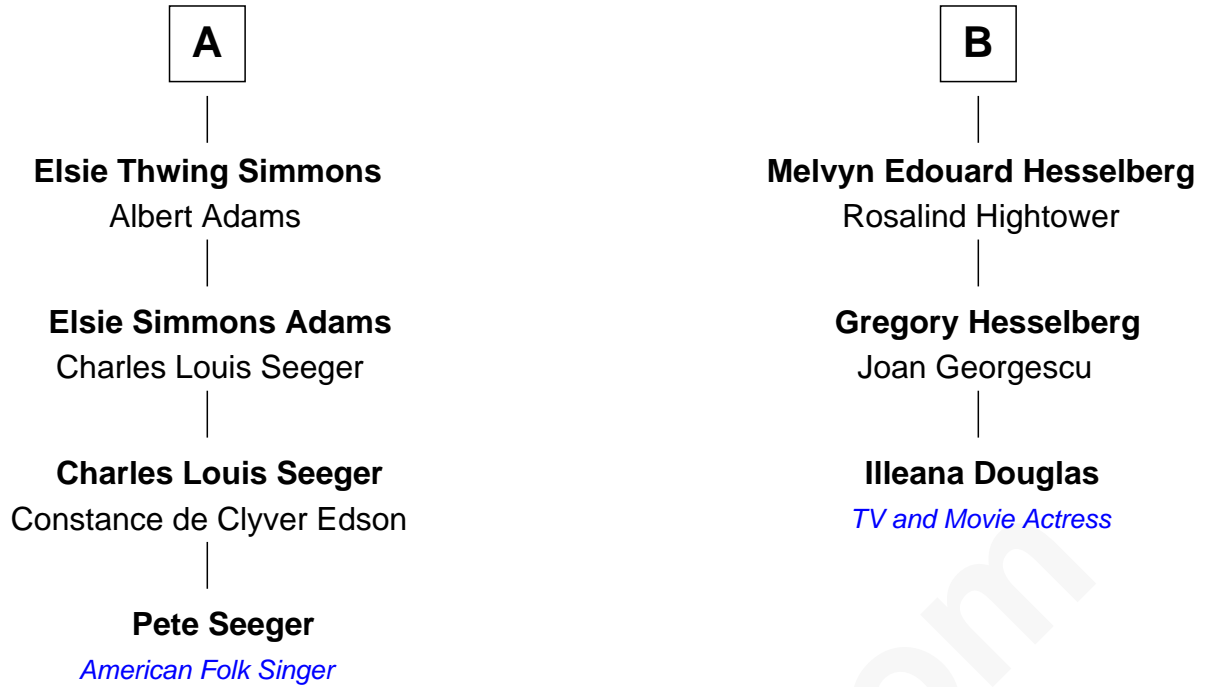 A
Elsie Thwing Simmons
Albert Adams
Elsie Simmons Adams
Charles Louis Seeger
Charles Louis Seeger
Constance de Clyver Edson
Pete Seeger
American Folk Singer
B
Melvyn Edouard Hesselberg
Rosalind Hightower
Gregory Hesselberg
Joan Georgescu
Illeana Douglas
TV and Movie Actress
om